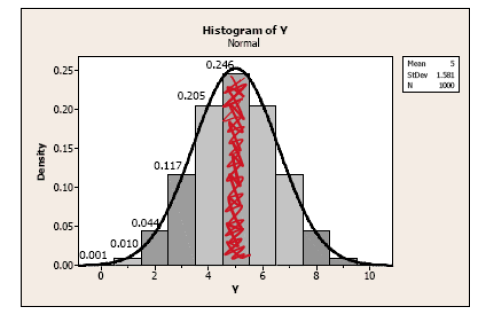 Histogram of Y
Normal
Mean 5
StDev 1.581
N 1000
Density
0.25
0.20
0.15
0.10
0.05
0.00
0.246
0.205
0.117
0.044
0.010
0.001
0 2 4 6 8 10
Y